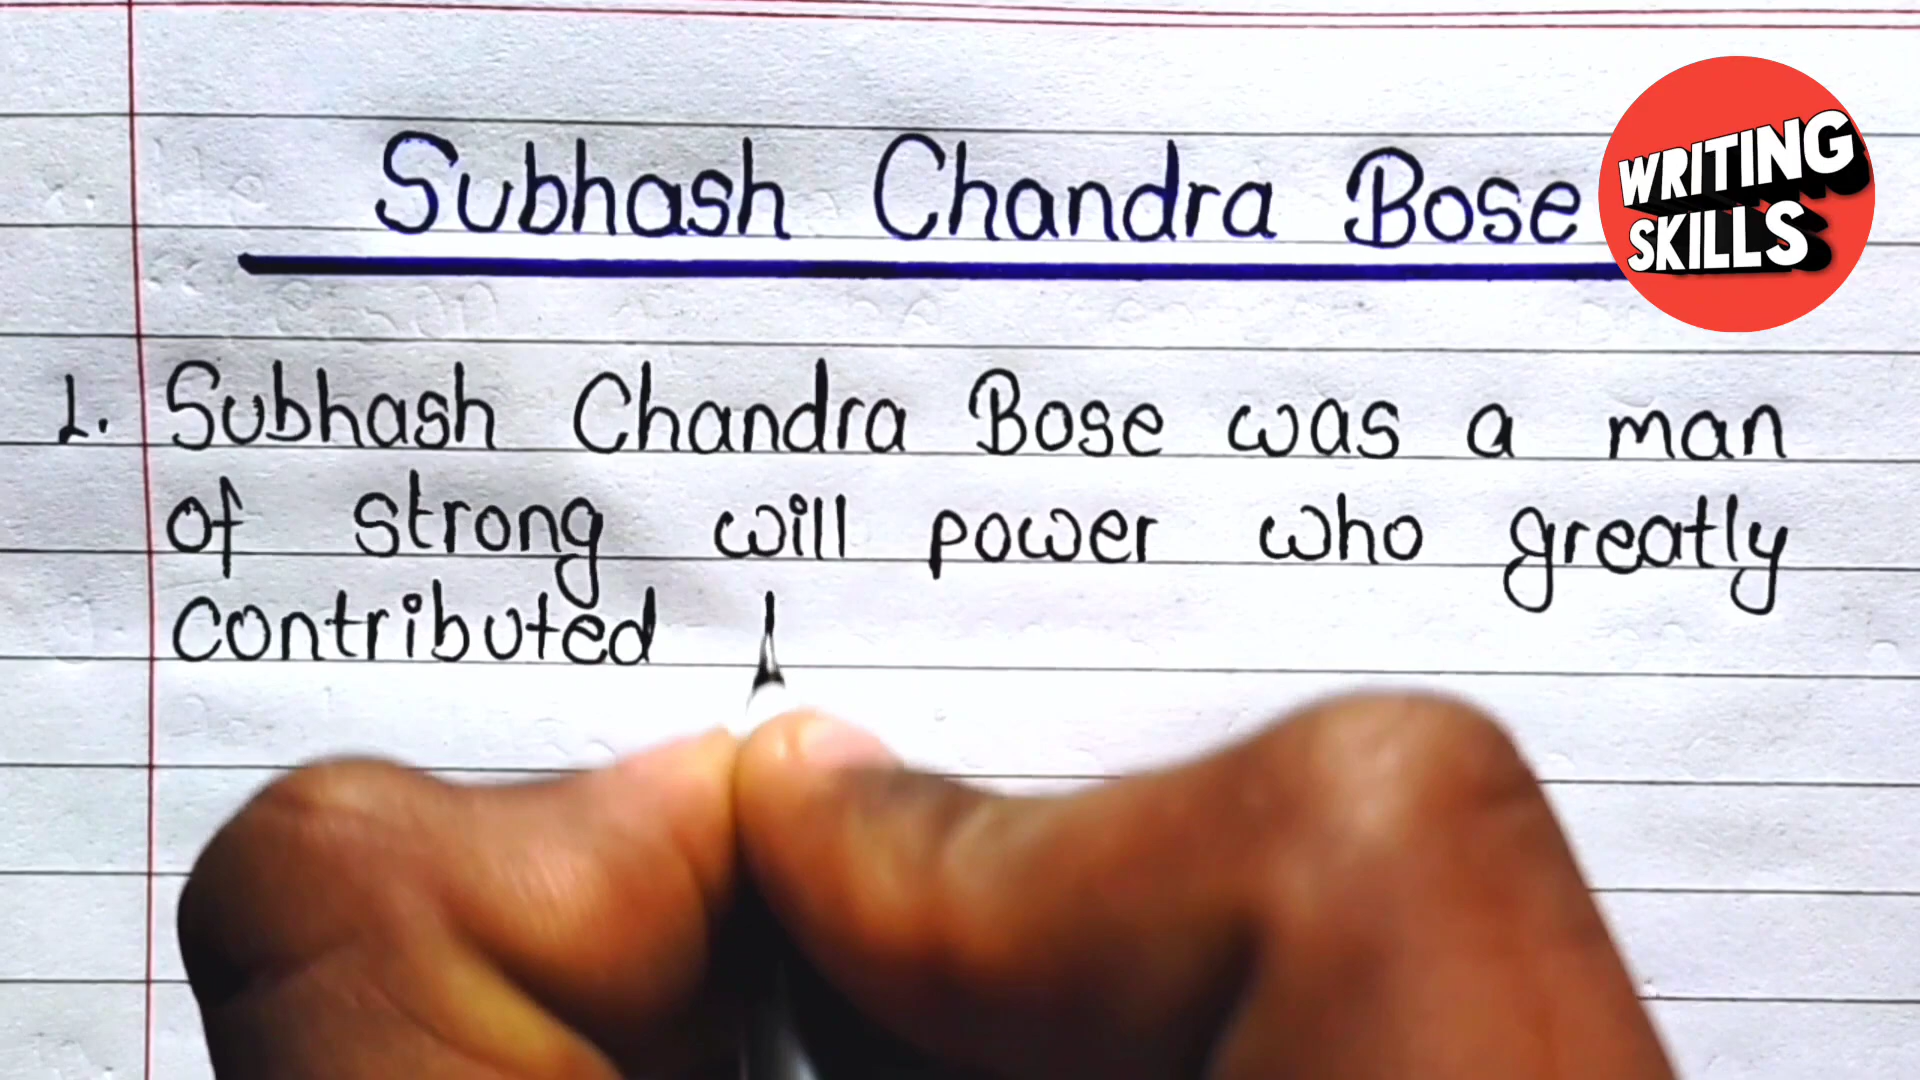 Subhash Chandra Bose
WRITING
SKILLS
1. Subhash Chandra Bose was a man
of strong will power who greatly
contributed